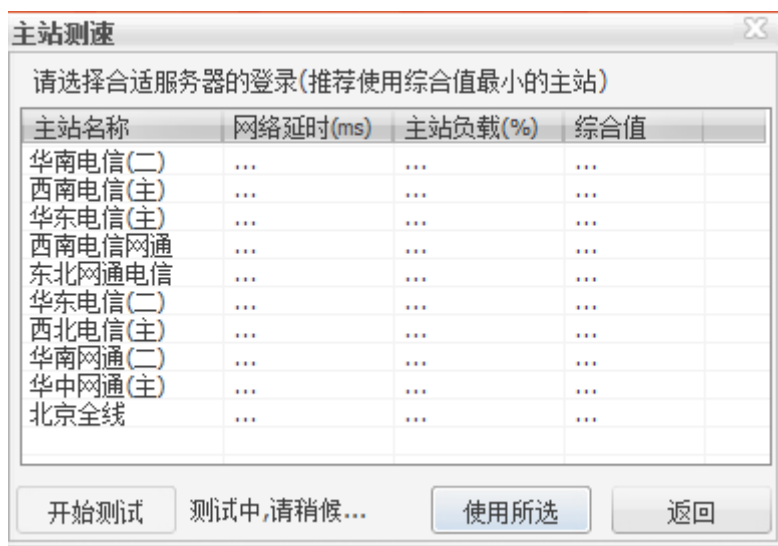 主站测速
请选择合适服务器的登录(推荐使用综合值最小的主站)
主站名称 网络延时(ms) 主站负载(%) 综合值
华南电信(二) ... ... ...
西南电信(主) ... ... ...
华东电信(主) ... ... ...
西南电信网通 ... ... ...
东北网通电信 ... ... ...
华东电信(二) ... ... ...
西北电信(主) ... ... ...
华南网通(二) ... ... ...
华中网通(主) ... ... ...
北京全线 ... ... ...
开始测试 测试中,请稍候... 使用所选 返回